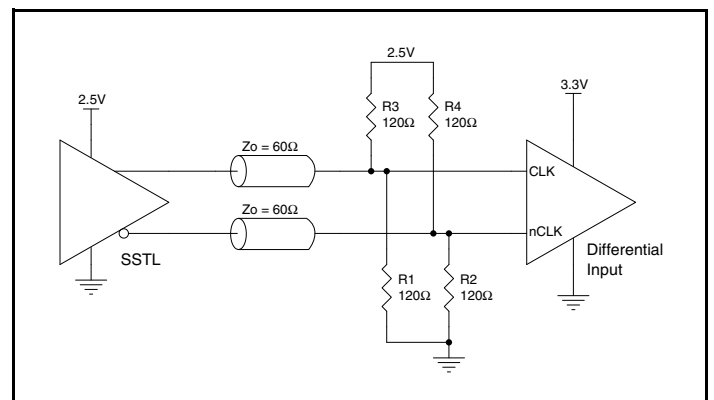 2.5V
2.5V
3.3V
R3
120Ω
R4
120Ω
Zo = 60Ω
CLK
Zo = 60Ω
nCLK
SSTL
Differential
Input
R1
120Ω
R2
120Ω